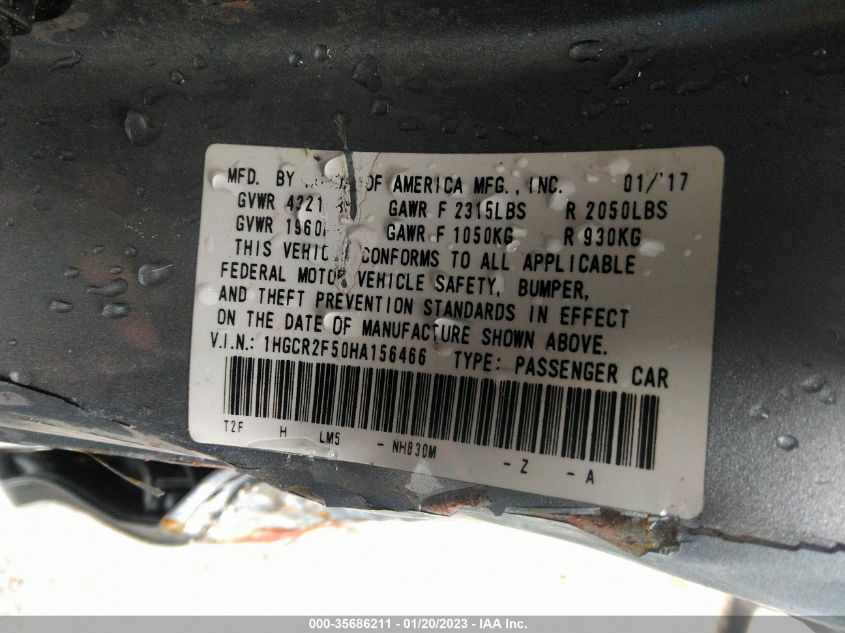 MFD. BY OF AMERICA MFG., INC. 01/'17
GVWR 4321 GAWR F 2315LBS R 2050LBS
GVWR 1960 GAWR F 1050KG R 930KG
THIS VEHIC CONFORMS TO ALL APPLICABLE
FEDERAL MOTOR VEHICLE SAFETY, BUMPER,
AND THEFT PREVENTION STANDARDS IN EFFECT
ON THE DATE OF MANUFACTURE SHOWN ABOVE.
V.I.N.: 1HGCR2F50HA156466 TYPE: PASSENGER CAR
T2F H LM5 - NH830M - Z - A
000-35686211 - 01/20/2023 - IAA Inc.